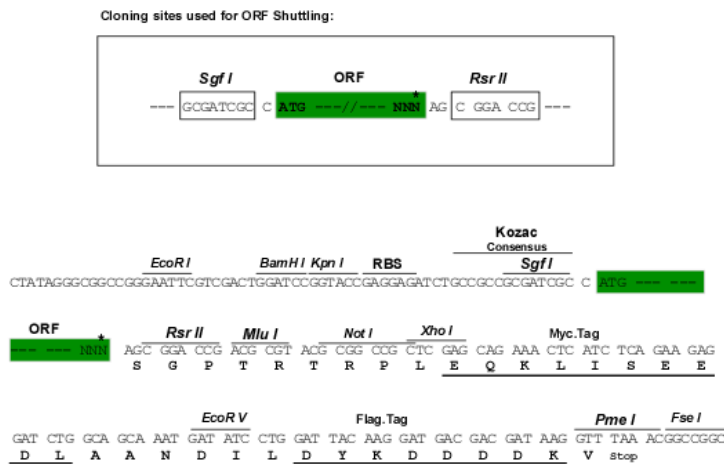 Cloning sites used for ORF Shuttling:
Sgf I ORF Rsr II
--- GCGATCGC C ATG ---//--- NNN* AG C GGA CCG ---
Kozac
Consensus
EcoR I BamH I Kpn I RBS Sgf I
CTATAGGGCGGCCGGGAATTCGTCGACTGGATCCGGTACCGAGGAGATCTGCCGCCGCGATCGC C ATG --- ---
ORF Rsr II Mlu I Not I Xho I Myc.Tag
--- --- NNN* AGC GGA CCG ACG CGT ACG CGG CCG CTC GAG CAG AAA CTC ATC TCA GAA GAG
S G P T R T R P L E Q K L I S E E
EcoR V Flag.Tag Pme I Fse I
GAT CTG GCA GCA AAT GAT ATC CTG GAT TAC AAG GAT GAC GAC GAT AAG GTT TAA ACGGCCGGC
D L A A N D I L D Y K D D D D K V Stop